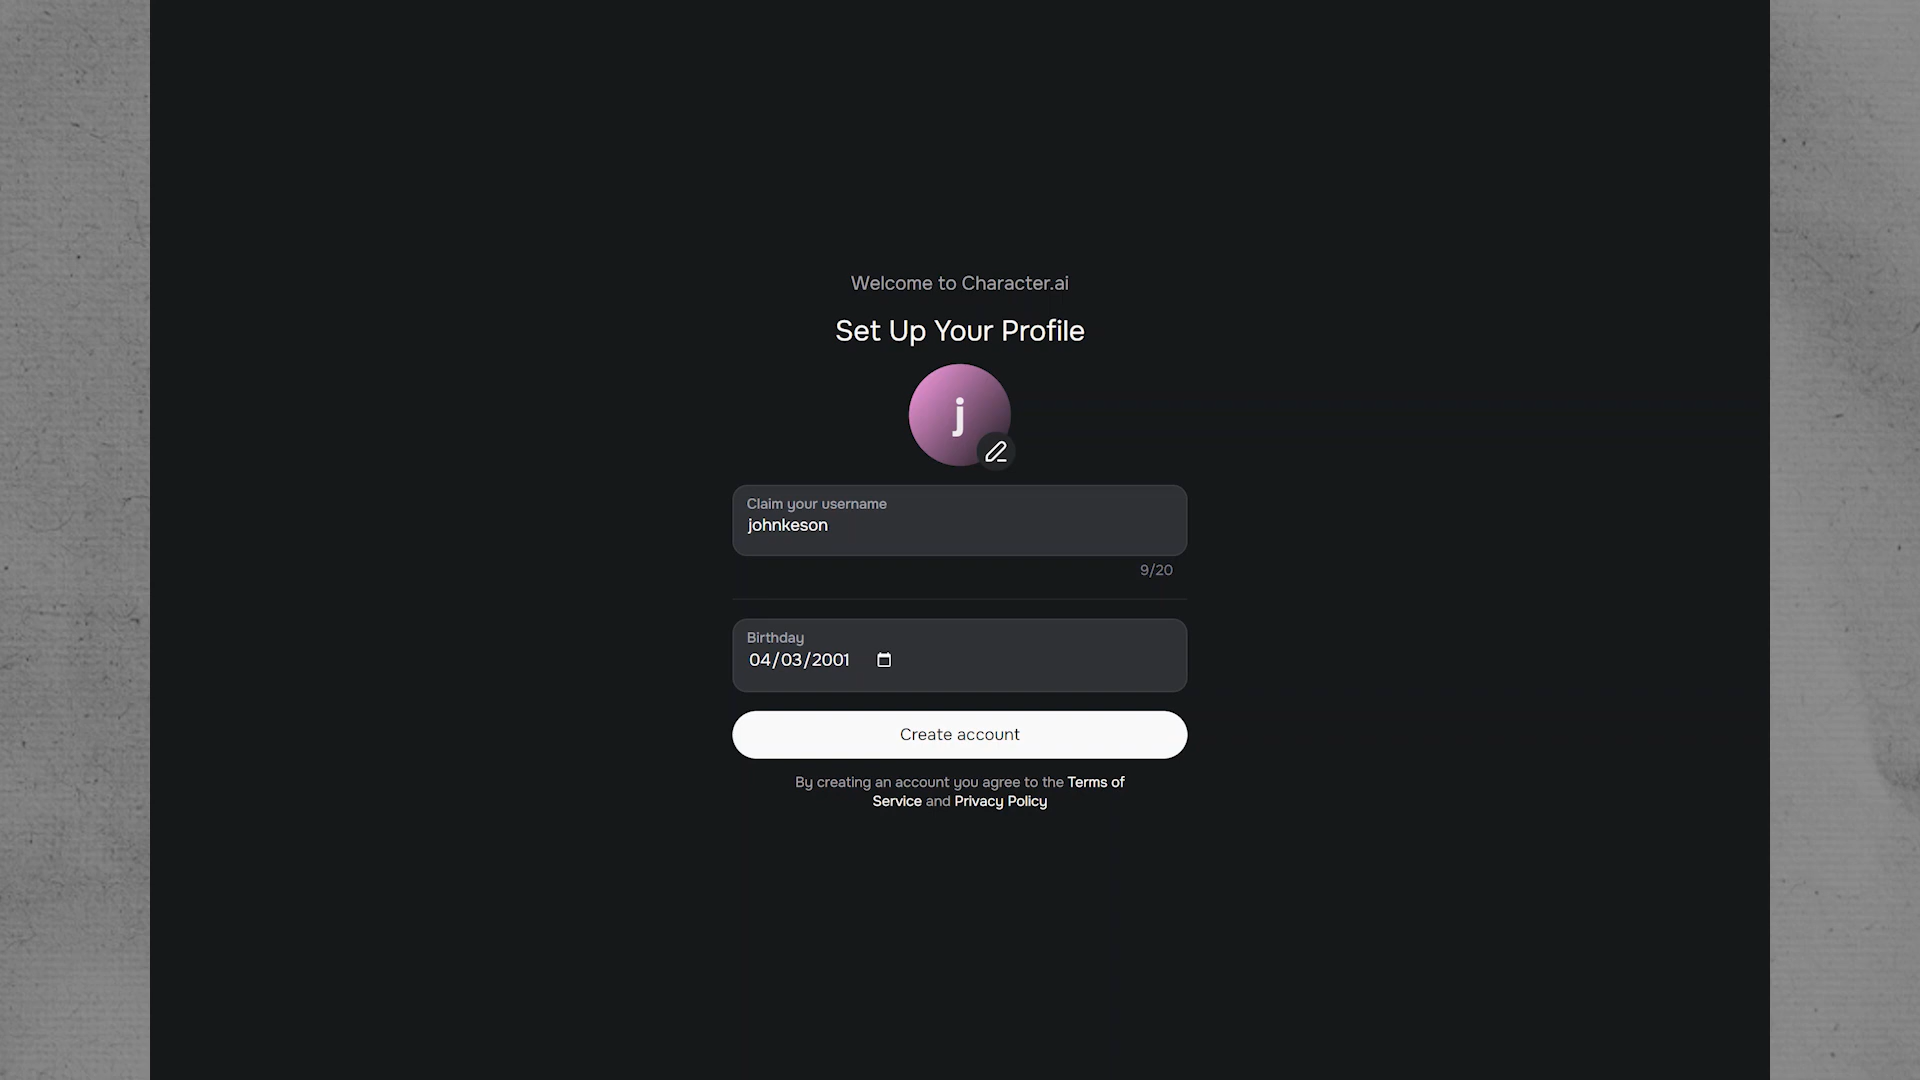 Welcome to Character.ai
Set Up Your Profile
j
Claim your username
johnkeson
9/20
Birthday
04/03/2001
Create account
By creating an account you agree to the Terms of
Service and Privacy Policy